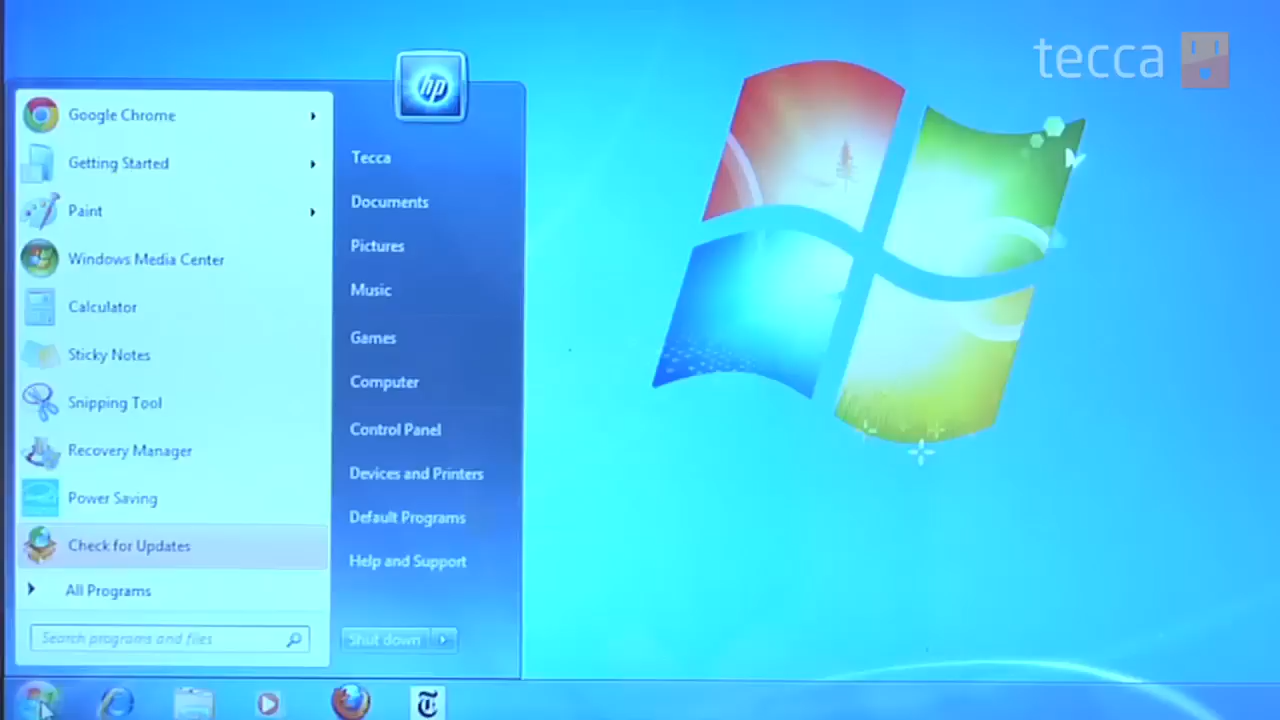 tecca
hp
Google Chrome
Getting Started
Paint
Windows Media Center
Calculator
Sticky Notes
Snipping Tool
Recovery Manager
Power Saving
Check for Updates
All Programs
Search programs and files
Tecca
Documents
Pictures
Music
Games
Computer
Control Panel
Devices and Printers
Default Programs
Help and Support
Shut down
T